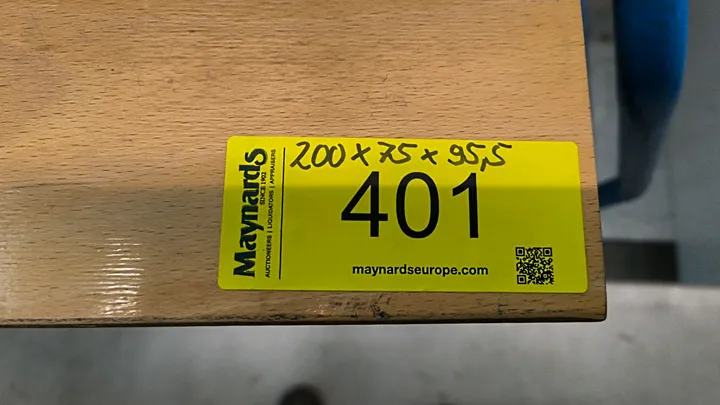 200 x 75 x 95,5
401
maynardseurope.com
Maynards
SINCE 1902
AUCTIONEERS | LIQUIDATORS | APPRAISERS